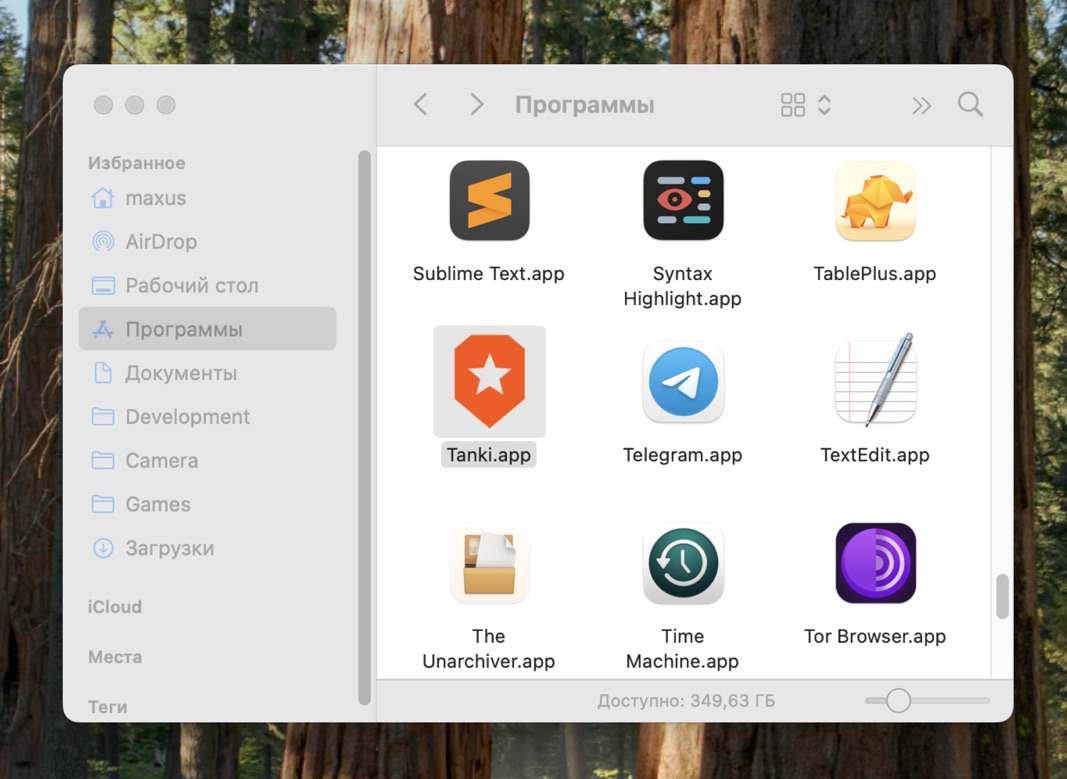 Программы
Избранное
maxus
AirDrop
Рабочий стол
Программы
Документы
Development
Camera
Games
Загрузки
iCloud
Места
Теги
Sublime Text.app
Syntax
Highlight.app
TablePlus.app
Tanki.app
Telegram.app
TextEdit.app
The
Unarchiver.app
Time
Machine.app
Tor Browser.app
Доступно: 349,63 ГБ